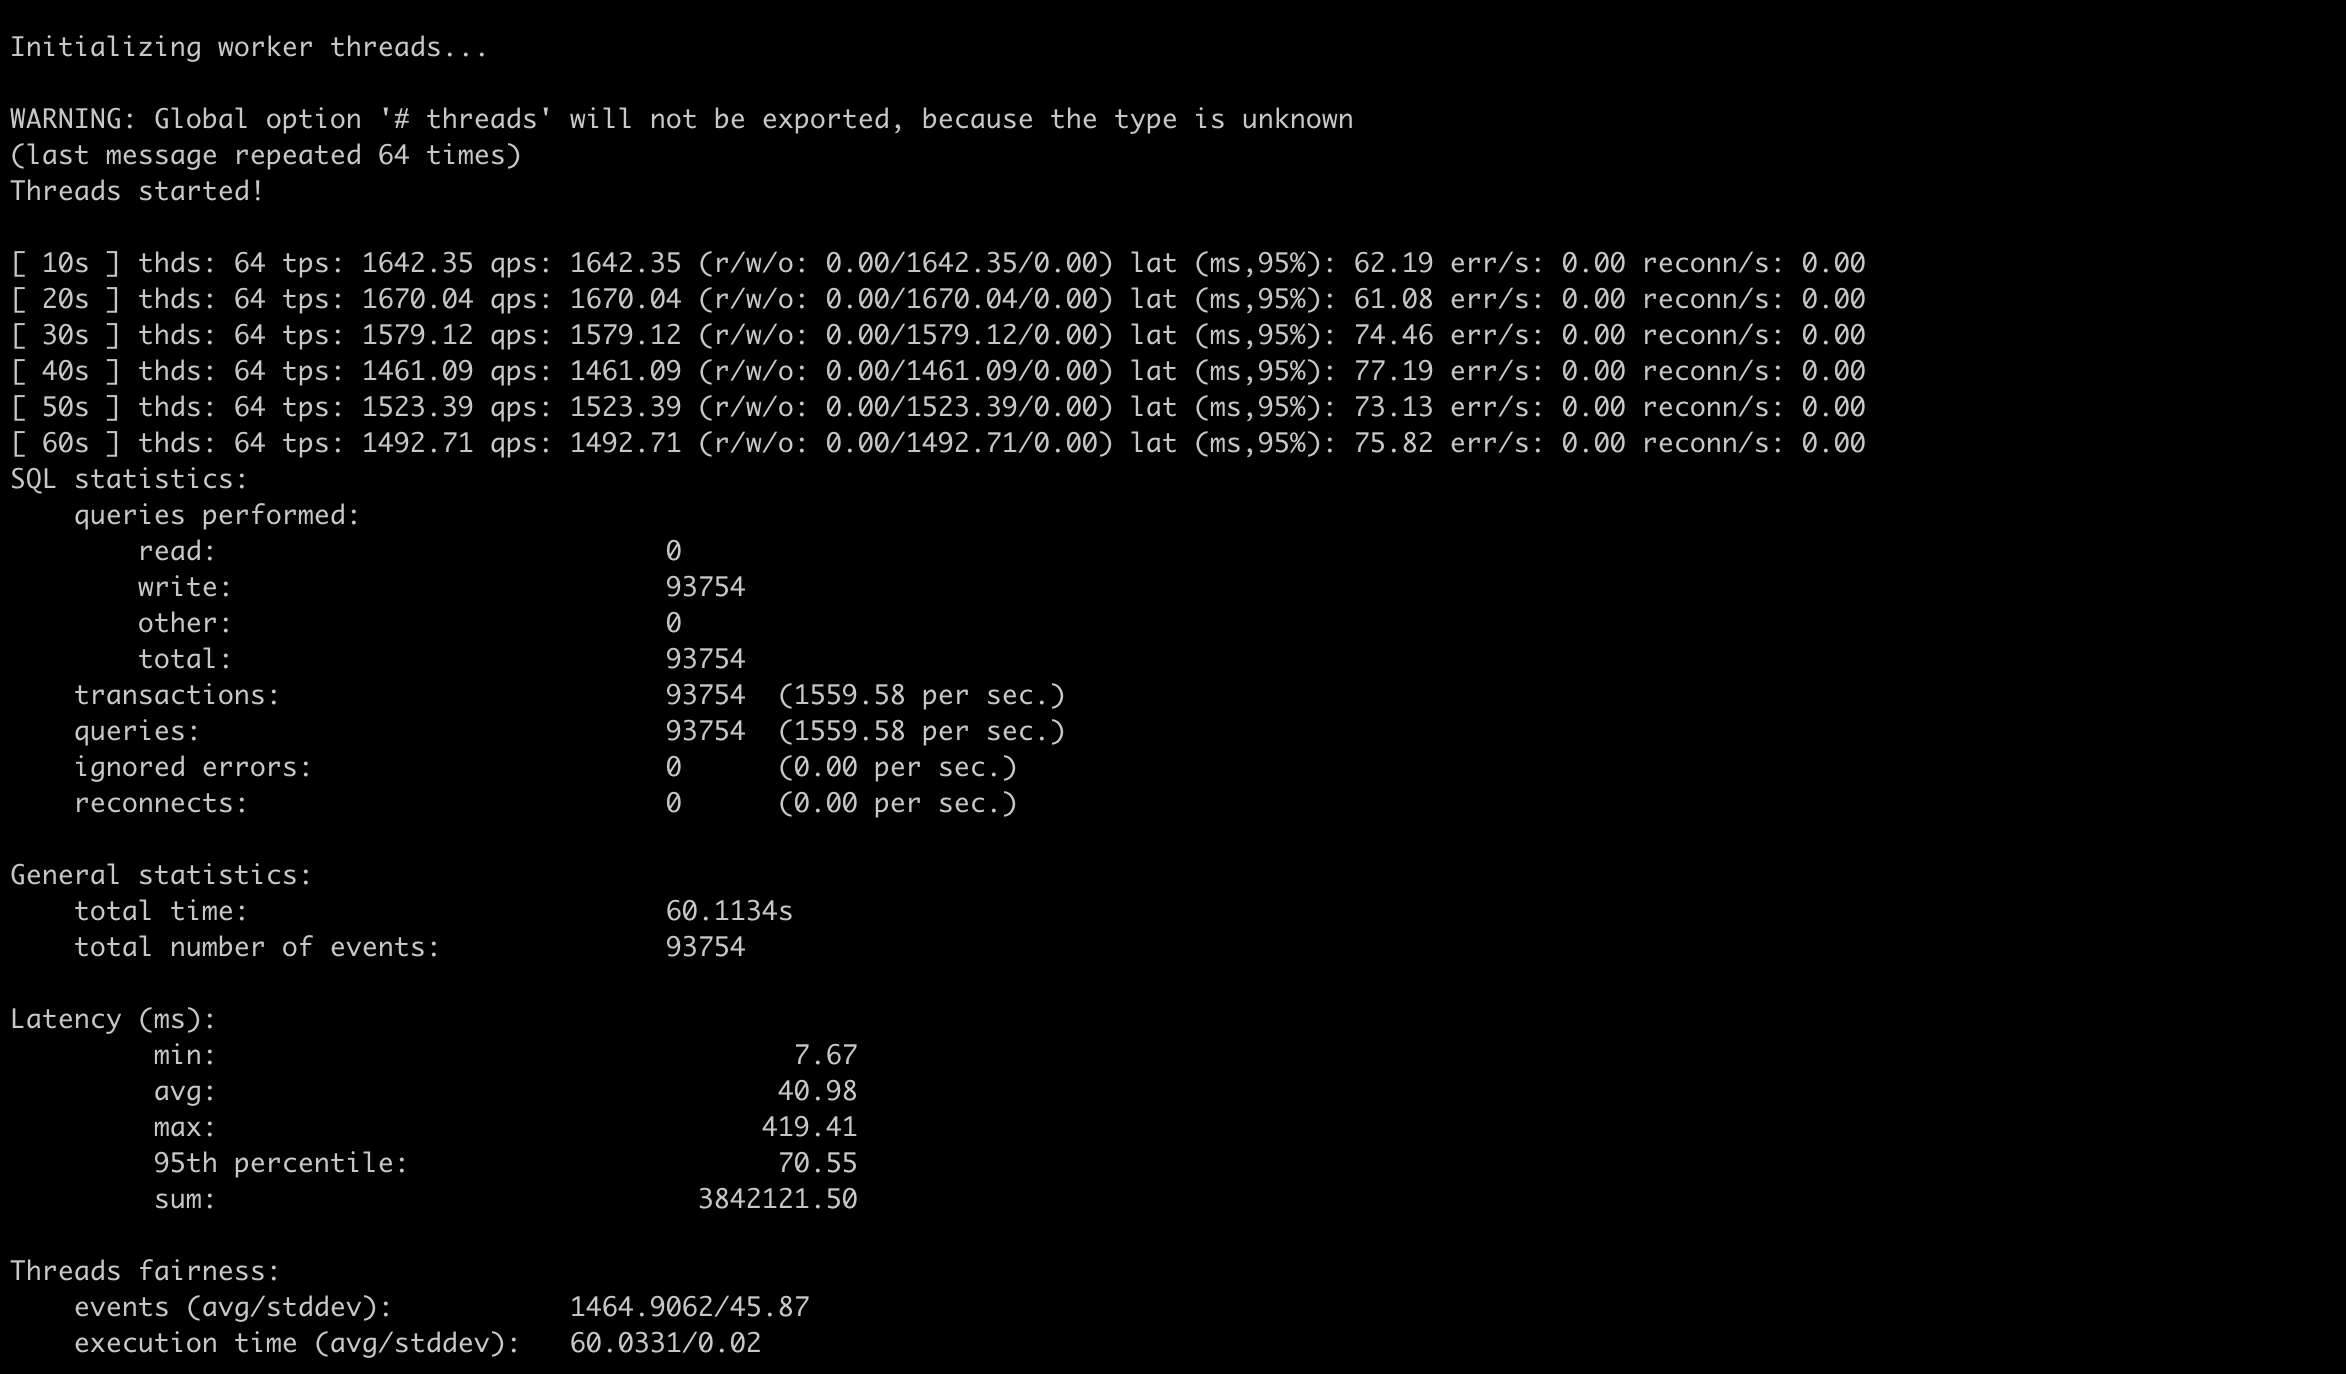 Initializing worker threads...
WARNING: Global option '# threads' will not be exported, because the type is unknown
(last message repeated 64 times)
Threads started!
[ 10s ] thds: 64 tps: 1642.35 qps: 1642.35 (r/w/o: 0.00/1642.35/0.00) lat (ms,95%): 62.19 err/s: 0.00 reconn/s: 0.00
[ 20s ] thds: 64 tps: 1670.04 qps: 1670.04 (r/w/o: 0.00/1670.04/0.00) lat (ms,95%): 61.08 err/s: 0.00 reconn/s: 0.00
[ 30s ] thds: 64 tps: 1579.12 qps: 1579.12 (r/w/o: 0.00/1579.12/0.00) lat (ms,95%): 74.46 err/s: 0.00 reconn/s: 0.00
[ 40s ] thds: 64 tps: 1461.09 qps: 1461.09 (r/w/o: 0.00/1461.09/0.00) lat (ms,95%): 77.19 err/s: 0.00 reconn/s: 0.00
[ 50s ] thds: 64 tps: 1523.39 qps: 1523.39 (r/w/o: 0.00/1523.39/0.00) lat (ms,95%): 73.13 err/s: 0.00 reconn/s: 0.00
[ 60s ] thds: 64 tps: 1492.71 qps: 1492.71 (r/w/o: 0.00/1492.71/0.00) lat (ms,95%): 75.82 err/s: 0.00 reconn/s: 0.00
SQL statistics:
    queries performed:
        read:                            0
        write:                           93754
        other:                           0
        total:                           93754
    transactions:                        93754  (1559.58 per sec.)
    queries:                             93754  (1559.58 per sec.)
    ignored errors:                      0      (0.00 per sec.)
    reconnects:                          0      (0.00 per sec.)
General statistics:
    total time:                          60.1134s
    total number of events:              93754
Latency (ms):
         min:                                    7.67
         avg:                                   40.98
         max:                                  419.41
         95th percentile:                       70.55
         sum:                              3842121.50
Threads fairness:
    events (avg/stddev):           1464.9062/45.87
    execution time (avg/stddev):   60.0331/0.02